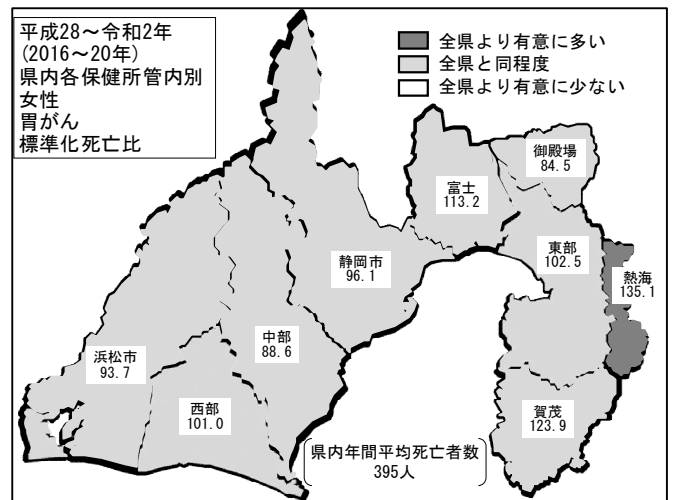 平成28～令和2年
(2016～20年)
県内各保健所管内別
女性
胃がん
標準化死亡比
全県より有意に多い
全県と同程度
全県より有意に少ない
御殿場
84.5
富士
113.2
東部
102.5
熱海
135.1
静岡市
96.1
中部
88.6
浜松市
93.7
西部
101.0
賀茂
123.9
県内年間平均死亡者数
395人